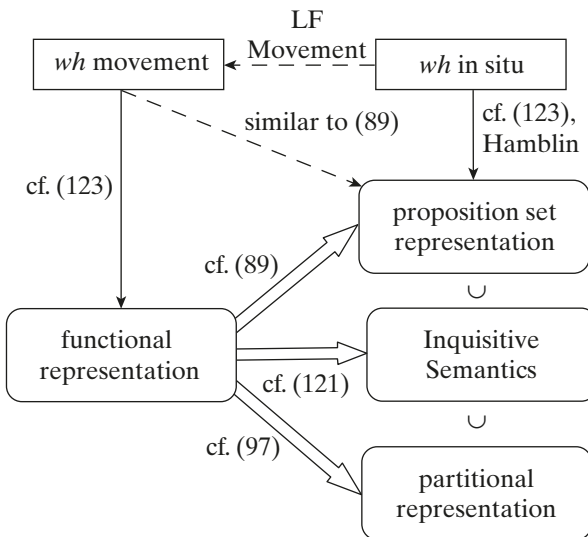 LF
Movement
wh movement
wh in situ
similar to (89)
cf. (123),
Hamblin
cf. (123)
proposition set
representation
cf. (89)
∪
functional
representation
Inquisitive
Semantics
cf. (121)
∪
cf. (97)
partitional
representation